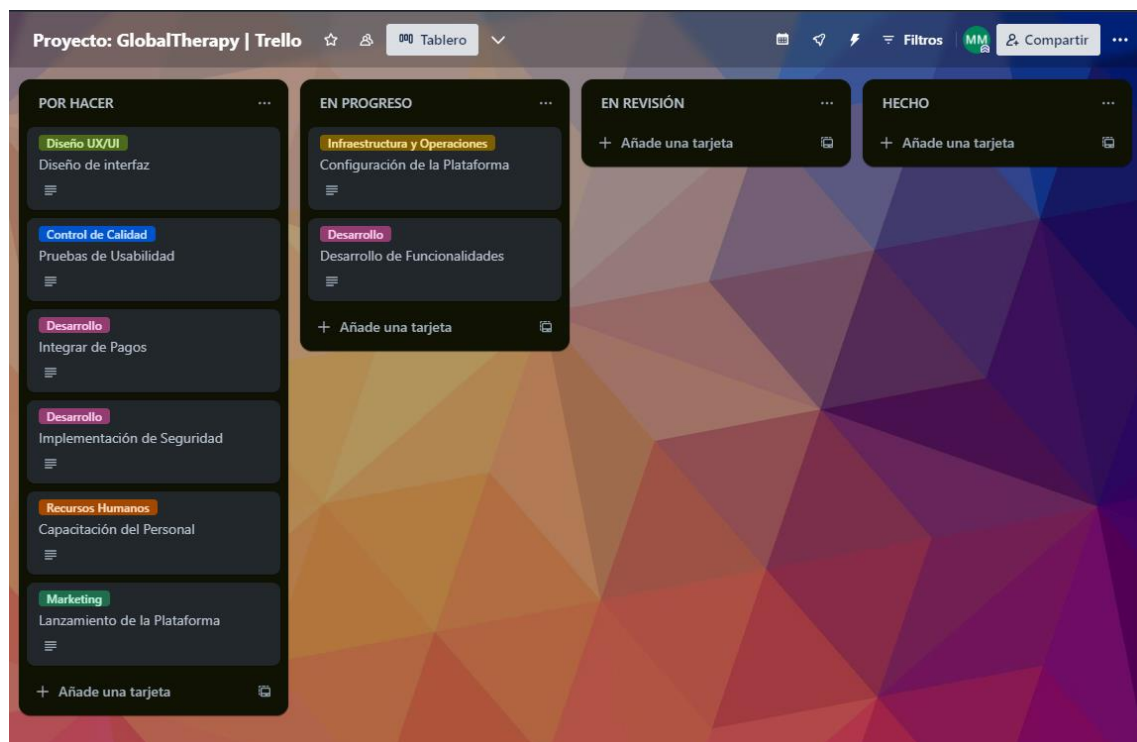 Proyecto: GlobalTherapy | Trello
Tablero
Filtros
MM
Compartir
POR HACER
Diseño UX/UI
Diseño de interfaz
Control de Calidad
Pruebas de Usabilidad
Desarrollo
Integrar de Pagos
Desarrollo
Implementación de Seguridad
Recursos Humanos
Capacitación del Personal
Marketing
Lanzamiento de la Plataforma
+ Añade una tarjeta
EN PROGRESO
Infraestructura y Operaciones
Configuración de la Plataforma
Desarrollo
Desarrollo de Funcionalidades
+ Añade una tarjeta
EN REVISIÓN
+ Añade una tarjeta
HECHO
+ Añade una tarjeta